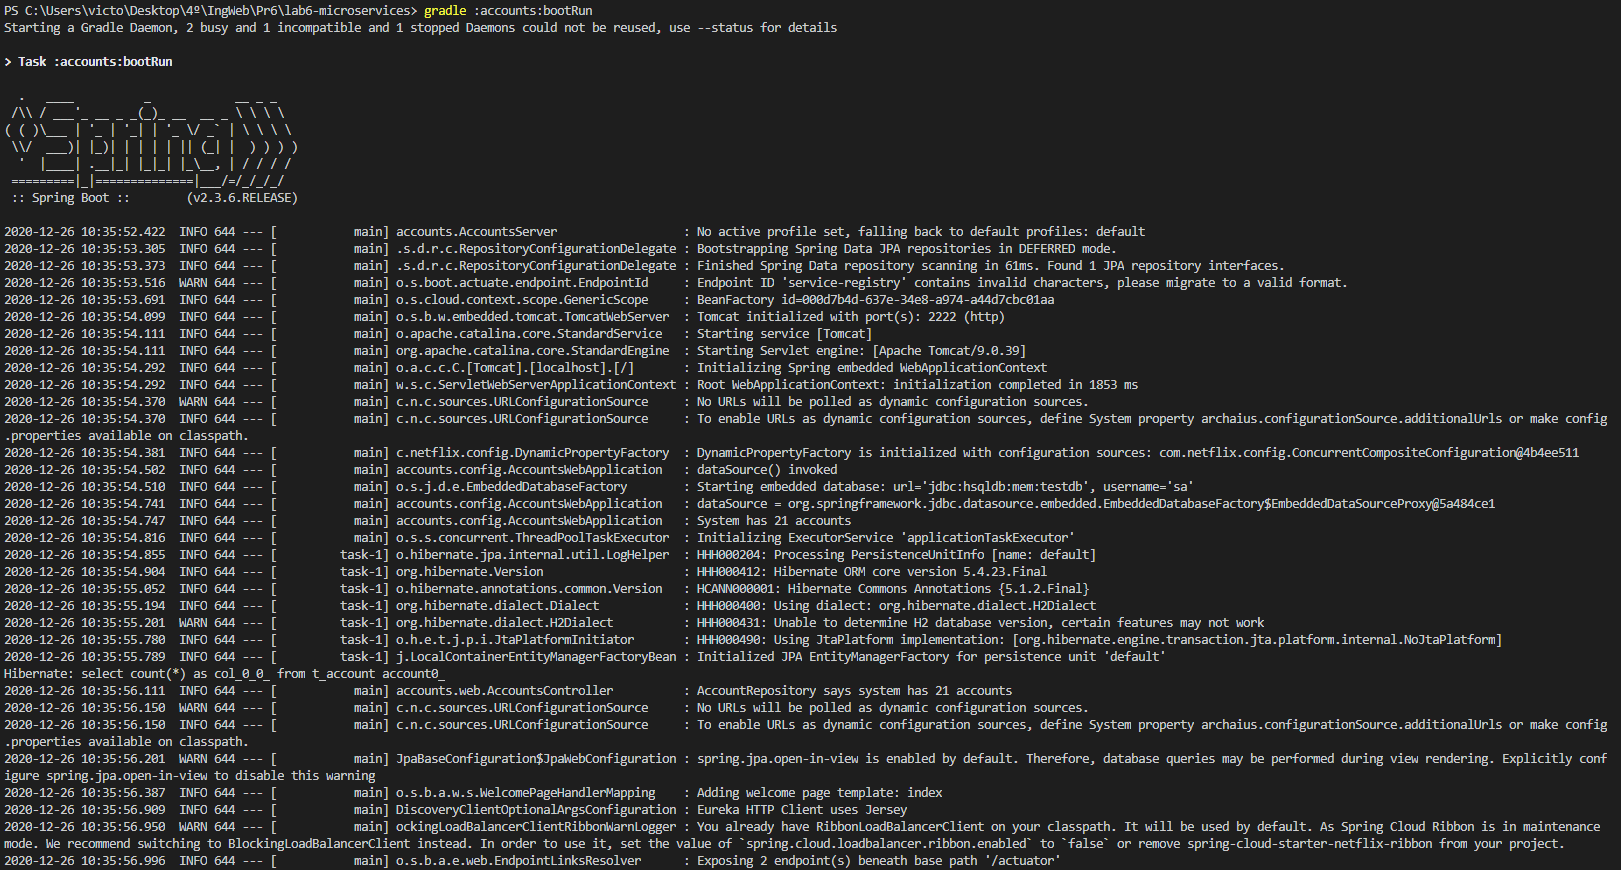 PS C:\Users\victo\Desktop\4º\IngWeb\Pr6\lab6-microservices> gradle :accounts:bootRun
Starting a Gradle Daemon, 2 busy and 1 incompatible and 1 stopped Daemons could not be reused, use --status for details
> Task :accounts:bootRun
  .   ____          _            __ _ _
 /\\ / ___'_ __ _ _(_)_ __  __ _ \ \ \ \
( ( )\___ | '_ | '_| | '_ \/ _` | \ \ \ \
 \\/  ___)| |_)| | | | | || (_| |  ) ) ) )
  '  |____| .__|_| |_|_| |_\__, | / / / /
 =========|_|==============|___/=/_/_/_/
 :: Spring Boot ::        (v2.3.6.RELEASE)
2020-12-26 10:35:52.422  INFO 644 --- [           main] accounts.AccountsServer                  : No active profile set, falling back to default profiles: default
2020-12-26 10:35:53.305  INFO 644 --- [           main] .s.d.r.c.RepositoryConfigurationDelegate : Bootstrapping Spring Data JPA repositories in DEFERRED mode.
2020-12-26 10:35:53.373  INFO 644 --- [           main] .s.d.r.c.RepositoryConfigurationDelegate : Finished Spring Data repository scanning in 61ms. Found 1 JPA repository interfaces.
2020-12-26 10:35:53.516  WARN 644 --- [           main] o.s.boot.actuate.endpoint.EndpointId     : Endpoint ID 'service-registry' contains invalid characters, please migrate to a valid format.
2020-12-26 10:35:53.691  INFO 644 --- [           main] o.s.cloud.context.scope.GenericScope     : BeanFactory id=000d7b4d-637e-34e8-a974-a44d7cbc01aa
2020-12-26 10:35:54.099  INFO 644 --- [           main] o.s.b.w.embedded.tomcat.TomcatWebServer  : Tomcat initialized with port(s): 2222 (http)
2020-12-26 10:35:54.111  INFO 644 --- [           main] o.apache.catalina.core.StandardService   : Starting service [Tomcat]
2020-12-26 10:35:54.111  INFO 644 --- [           main] org.apache.catalina.core.StandardEngine  : Starting Servlet engine: [Apache Tomcat/9.0.39]
2020-12-26 10:35:54.292  INFO 644 --- [           main] o.a.c.c.C.[Tomcat].[localhost].[/]       : Initializing Spring embedded WebApplicationContext
2020-12-26 10:35:54.292  INFO 644 --- [           main] w.s.c.ServletWebServerApplicationContext : Root WebApplicationContext: initialization completed in 1853 ms
2020-12-26 10:35:54.370  WARN 644 --- [           main] c.n.c.sources.URLConfigurationSource     : No URLs will be polled as dynamic configuration sources.
2020-12-26 10:35:54.370  INFO 644 --- [           main] c.n.c.sources.URLConfigurationSource     : To enable URLs as dynamic configuration sources, define System property archaius.configurationSource.additionalUrls or make config
.properties available on classpath.
2020-12-26 10:35:54.381  INFO 644 --- [           main] c.netflix.config.DynamicPropertyFactory  : DynamicPropertyFactory is initialized with configuration sources: com.netflix.config.ConcurrentCompositeConfiguration@4b4ee511
2020-12-26 10:35:54.502  INFO 644 --- [           main] accounts.config.AccountsWebApplication   : dataSource() invoked
2020-12-26 10:35:54.510  INFO 644 --- [           main] o.s.j.d.e.EmbeddedDatabaseFactory        : Starting embedded database: url='jdbc:hsqldb:mem:testdb', username='sa'
2020-12-26 10:35:54.741  INFO 644 --- [           main] accounts.config.AccountsWebApplication   : dataSource = org.springframework.jdbc.datasource.embedded.EmbeddedDatabaseFactory$EmbeddedDataSourceProxy@5a484ce1
2020-12-26 10:35:54.747  INFO 644 --- [           main] accounts.config.AccountsWebApplication   : System has 21 accounts
2020-12-26 10:35:54.816  INFO 644 --- [           main] o.s.s.concurrent.ThreadPoolTaskExecutor  : Initializing ExecutorService 'applicationTaskExecutor'
2020-12-26 10:35:54.855  INFO 644 --- [         task-1] o.hibernate.jpa.internal.util.LogHelper  : HHH000204: Processing PersistenceUnitInfo [name: default]
2020-12-26 10:35:54.904  INFO 644 --- [         task-1] org.hibernate.Version                    : HHH000412: Hibernate ORM core version 5.4.23.Final
2020-12-26 10:35:55.052  INFO 644 --- [         task-1] o.hibernate.annotations.common.Version   : HCANN000001: Hibernate Commons Annotations {5.1.2.Final}
2020-12-26 10:35:55.194  INFO 644 --- [         task-1] org.hibernate.dialect.Dialect            : HHH000400: Using dialect: org.hibernate.dialect.H2Dialect
2020-12-26 10:35:55.201  WARN 644 --- [         task-1] org.hibernate.dialect.H2Dialect          : HHH000431: Unable to determine H2 database version, certain features may not work
2020-12-26 10:35:55.780  INFO 644 --- [         task-1] o.h.e.t.j.p.i.JtaPlatformInitiator       : HHH000490: Using JtaPlatform implementation: [org.hibernate.engine.transaction.jta.platform.internal.NoJtaPlatform]
2020-12-26 10:35:55.789  INFO 644 --- [         task-1] j.LocalContainerEntityManagerFactoryBean : Initialized JPA EntityManagerFactory for persistence unit 'default'
Hibernate: select count(*) as col_0_0_ from t_account account0_
2020-12-26 10:35:56.111  INFO 644 --- [           main] accounts.web.AccountsController          : AccountRepository says system has 21 accounts
2020-12-26 10:35:56.150  WARN 644 --- [           main] c.n.c.sources.URLConfigurationSource     : No URLs will be polled as dynamic configuration sources.
2020-12-26 10:35:56.150  INFO 644 --- [           main] c.n.c.sources.URLConfigurationSource     : To enable URLs as dynamic configuration sources, define System property archaius.configurationSource.additionalUrls or make config
.properties available on classpath.
2020-12-26 10:35:56.201  WARN 644 --- [           main] JpaBaseConfiguration$JpaWebConfiguration : spring.jpa.open-in-view is enabled by default. Therefore, database queries may be performed during view rendering. Explicitly conf
igure spring.jpa.open-in-view to disable this warning
2020-12-26 10:35:56.387  INFO 644 --- [           main] o.s.b.a.w.s.WelcomePageHandlerMapping    : Adding welcome page template: index
2020-12-26 10:35:56.909  INFO 644 --- [           main] DiscoveryClientOptionalArgsConfiguration : Eureka HTTP Client uses Jersey
2020-12-26 10:35:56.950  WARN 644 --- [           main] ockingLoadBalancerClientRibbonWarnLogger : You already have RibbonLoadBalancerClient on your classpath. It will be used by default. As Spring Cloud Ribbon is in maintenance
mode. We recommend switching to BlockingLoadBalancerClient instead. In order to use it, set the value of `spring.cloud.loadbalancer.ribbon.enabled` to `false` or remove spring-cloud-starter-netflix-ribbon from your project.
2020-12-26 10:35:56.996  INFO 644 --- [           main] o.s.b.a.e.web.EndpointLinksResolver      : Exposing 2 endpoint(s) beneath base path '/actuator'